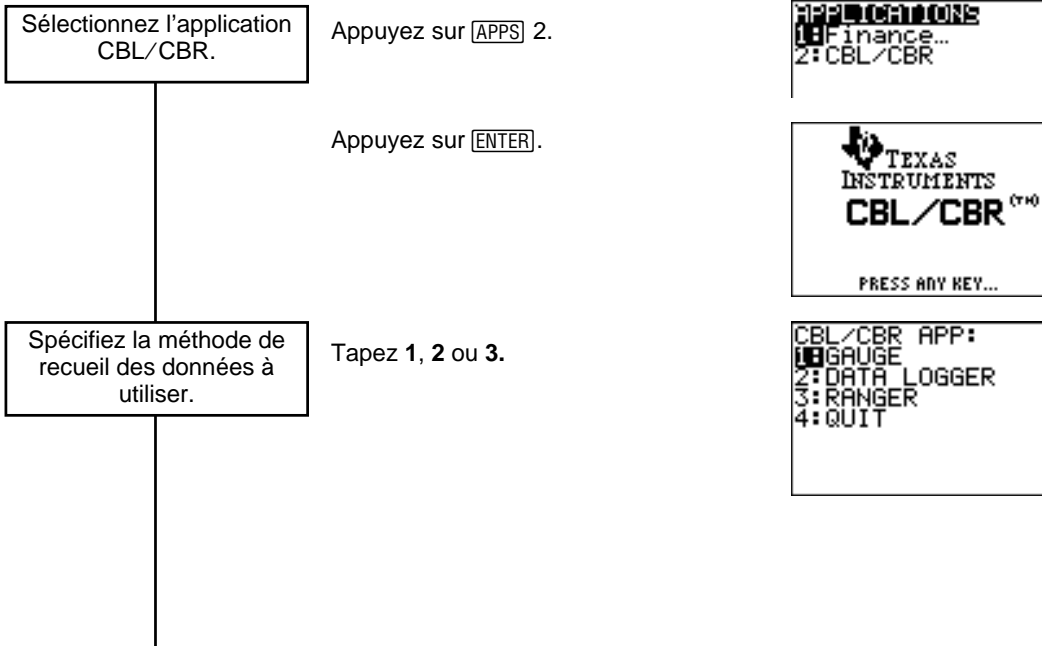 Sélectionnez l'application
CBL/CBR.
Appuyez sur [APPS] 2.
APPLICATIONS
1:Finance…
2:CBL/CBR
Appuyez sur [ENTER].
TEXAS
INSTRUMENTS
CBL/CBR (TM)
PRESS ANY KEY...
Spécifiez la méthode de
recueil des données à
utiliser.
Tapez 1, 2 ou 3.
CBL/CBR APP:
1:GAUGE
2:DATA LOGGER
3:RANGER
4:QUIT